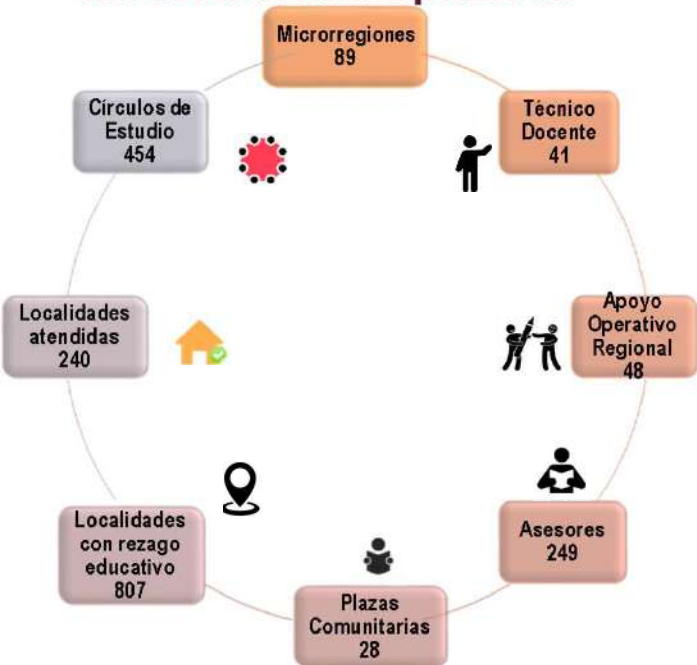 Microrregiones
89
Técnico
Docente
41
Apoyo
Operativo
Regional
48
Asesores
249
Plazas
Comunitarias
28
Localidades
con rezago
educativo
807
Localidades
atendidas
240
Círculos de
Estudio
454